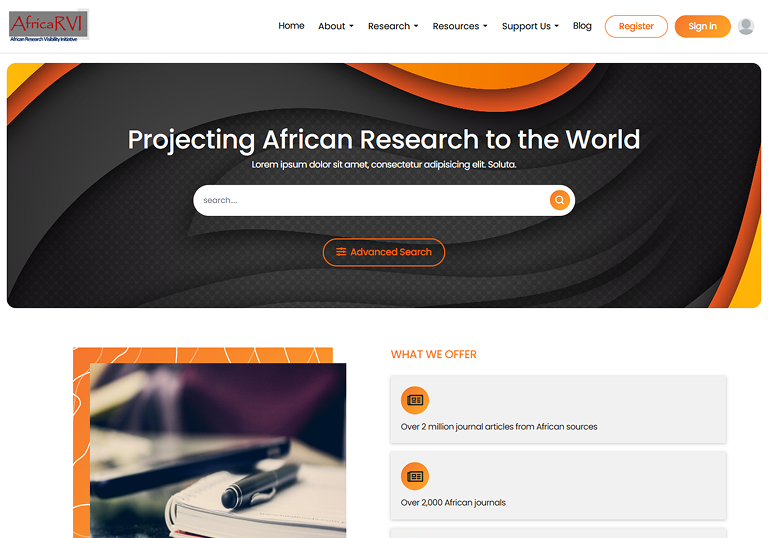 AfricaRVI
African Research Visibility Initiative
Home About Research Resources Support Us Blog Register Sign in
Projecting African Research to the World
Lorem ipsum dolor sit amet, consectetur adipisicing elit. Soluta.
search....
Advanced Search
WHAT WE OFFER
Over 2 million journal articles from African sources
Over 2,000 African journals